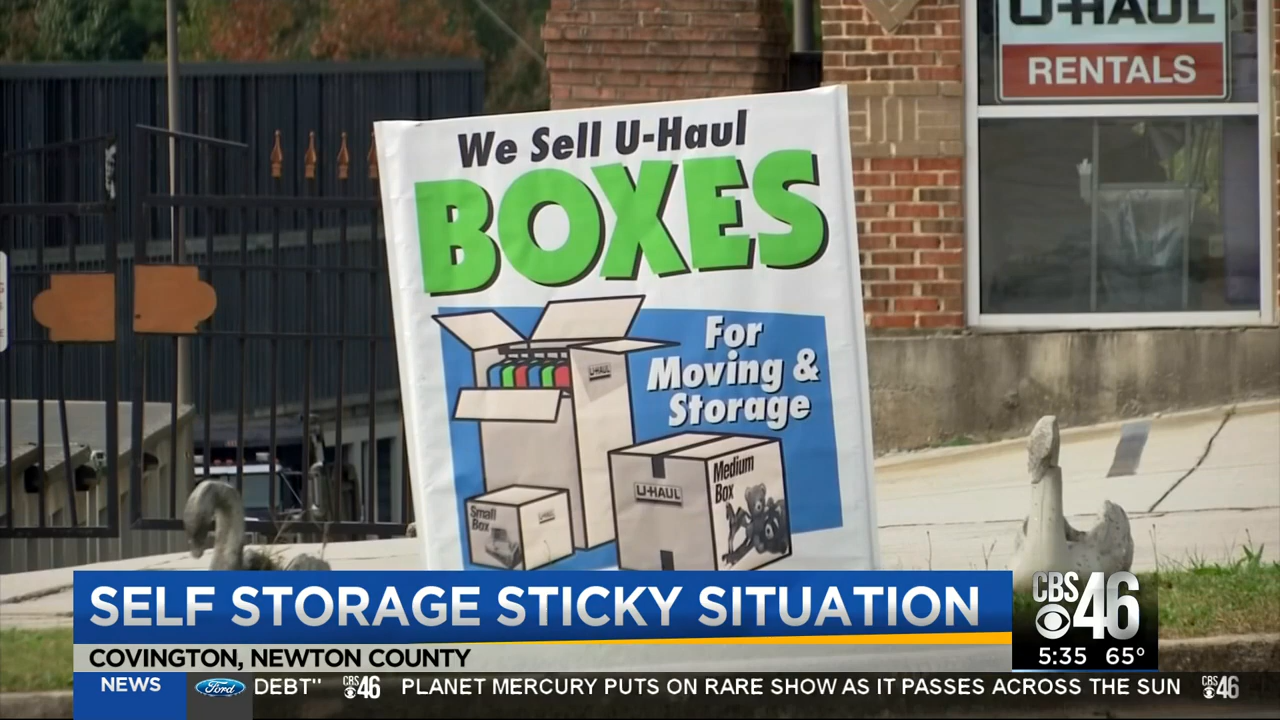 U-HAUL
RENTALS
We Sell U-Haul
BOXES
For
Moving &
Storage
U-HAUL
Medium
Box
U-HAUL
Small
Box
U-HAUL
SELF STORAGE STICKY SITUATION
COVINGTON, NEWTON COUNTY
CBS 46
5:35 65°
NEWS Ford DEBT" CBS 46 PLANET MERCURY PUTS ON RARE SHOW AS IT PASSES ACROSS THE SUN CBS 46